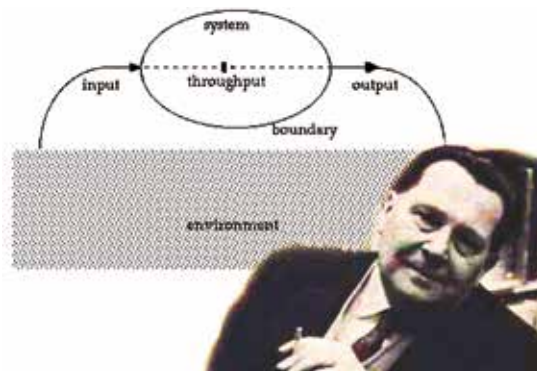 system
input
throughput
output
boundary
environment